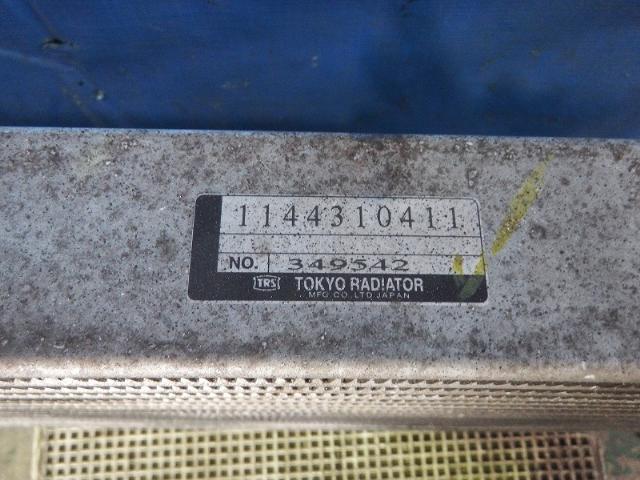 1144310411
NO. 349542
TRS TOKYO RADIATOR
MFG.CO.,LTD.JAPAN